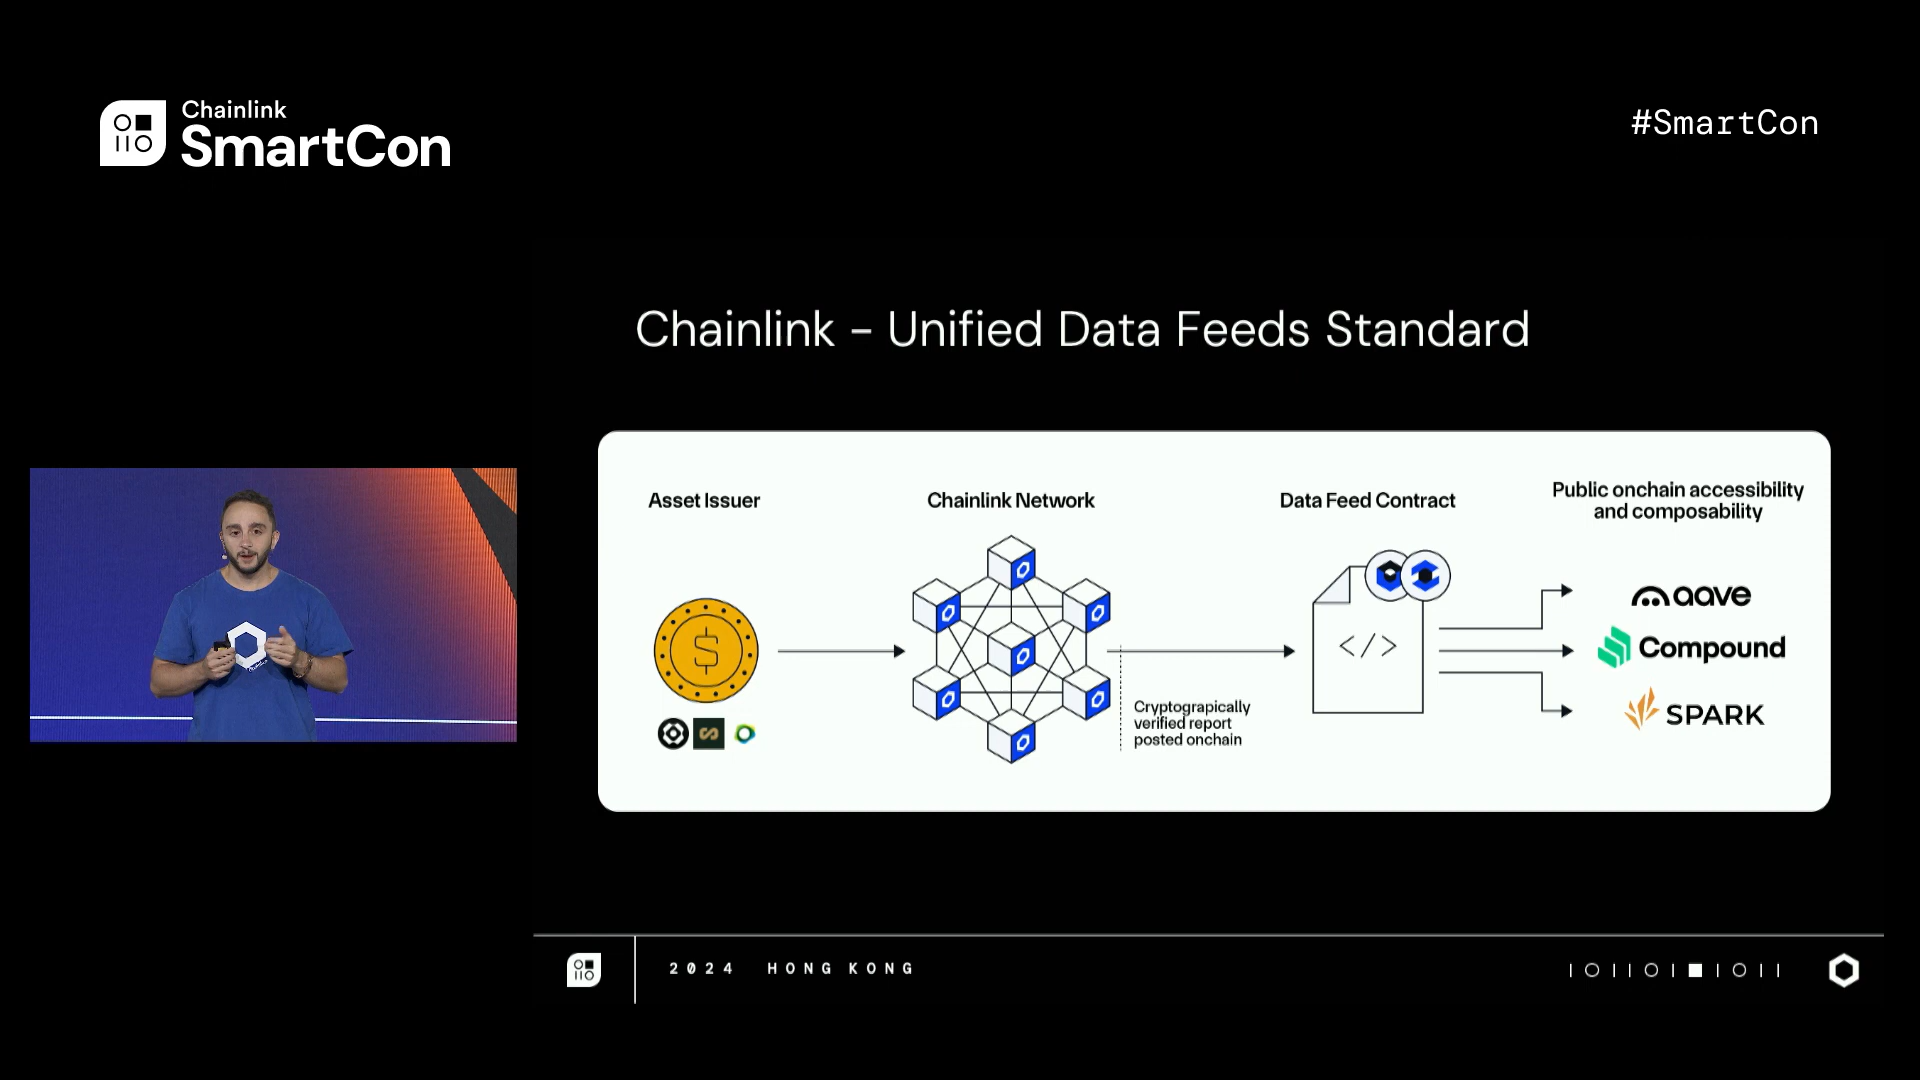 Chainlink
SmartCon
#SmartCon
Chainlink – Unified Data Feeds Standard
Asset Issuer
Chainlink Network
Data Feed Contract
Public onchain accessibility
and composability
$
</>
aave
Compound
SPARK
Cryptograpically
verified report
posted onchain
2024 HONG KONG